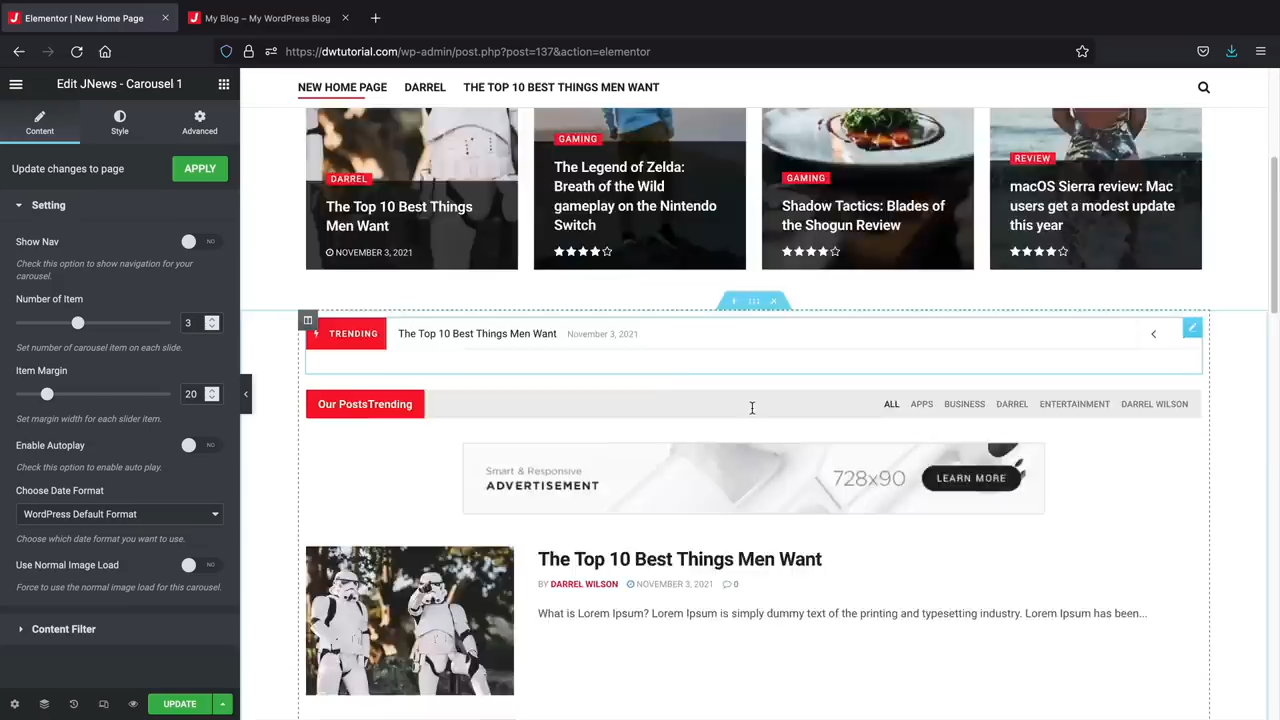 Elementor | New Home Page
My Blog – My WordPress Blog
https://dwtutorial.com/wp-admin/post.php?post=137&action=elementor
Edit JNews - Carousel 1
Content
Style
Advanced
Update changes to page
APPLY
Setting
Show Nav
NO
Check this option to show navigation for your
carousel.
Number of Item
3
Set number of carousel item on each slide.
Item Margin
20
Set margin width for each slider item.
Enable Autoplay
NO
Check this option to enable auto play.
Choose Date Format
WordPress Default Format
Choose which date format you want to use.
Use Normal Image Load
NO
Force to use the normal image load for this carousel.
Content Filter
UPDATE
NEW HOME PAGE
DARREL
THE TOP 10 BEST THINGS MEN WANT
DARREL
The Top 10 Best Things
Men Want
NOVEMBER 3, 2021
GAMING
The Legend of Zelda:
Breath of the Wild
gameplay on the Nintendo
Switch
GAMING
Shadow Tactics: Blades of
the Shogun Review
REVIEW
macOS Sierra review: Mac
users get a modest update
this year
TRENDING
The Top 10 Best Things Men Want
November 3, 2021
Our PostsTrending
ALL
APPS
BUSINESS
DARREL
ENTERTAINMENT
DARREL WILSON
Smart & Responsive
ADVERTISEMENT
728x90
LEARN MORE
The Top 10 Best Things Men Want
BY DARREL WILSON
NOVEMBER 3, 2021
0
What is Lorem Ipsum? Lorem Ipsum is simply dummy text of the printing and typesetting industry. Lorem Ipsum has been...